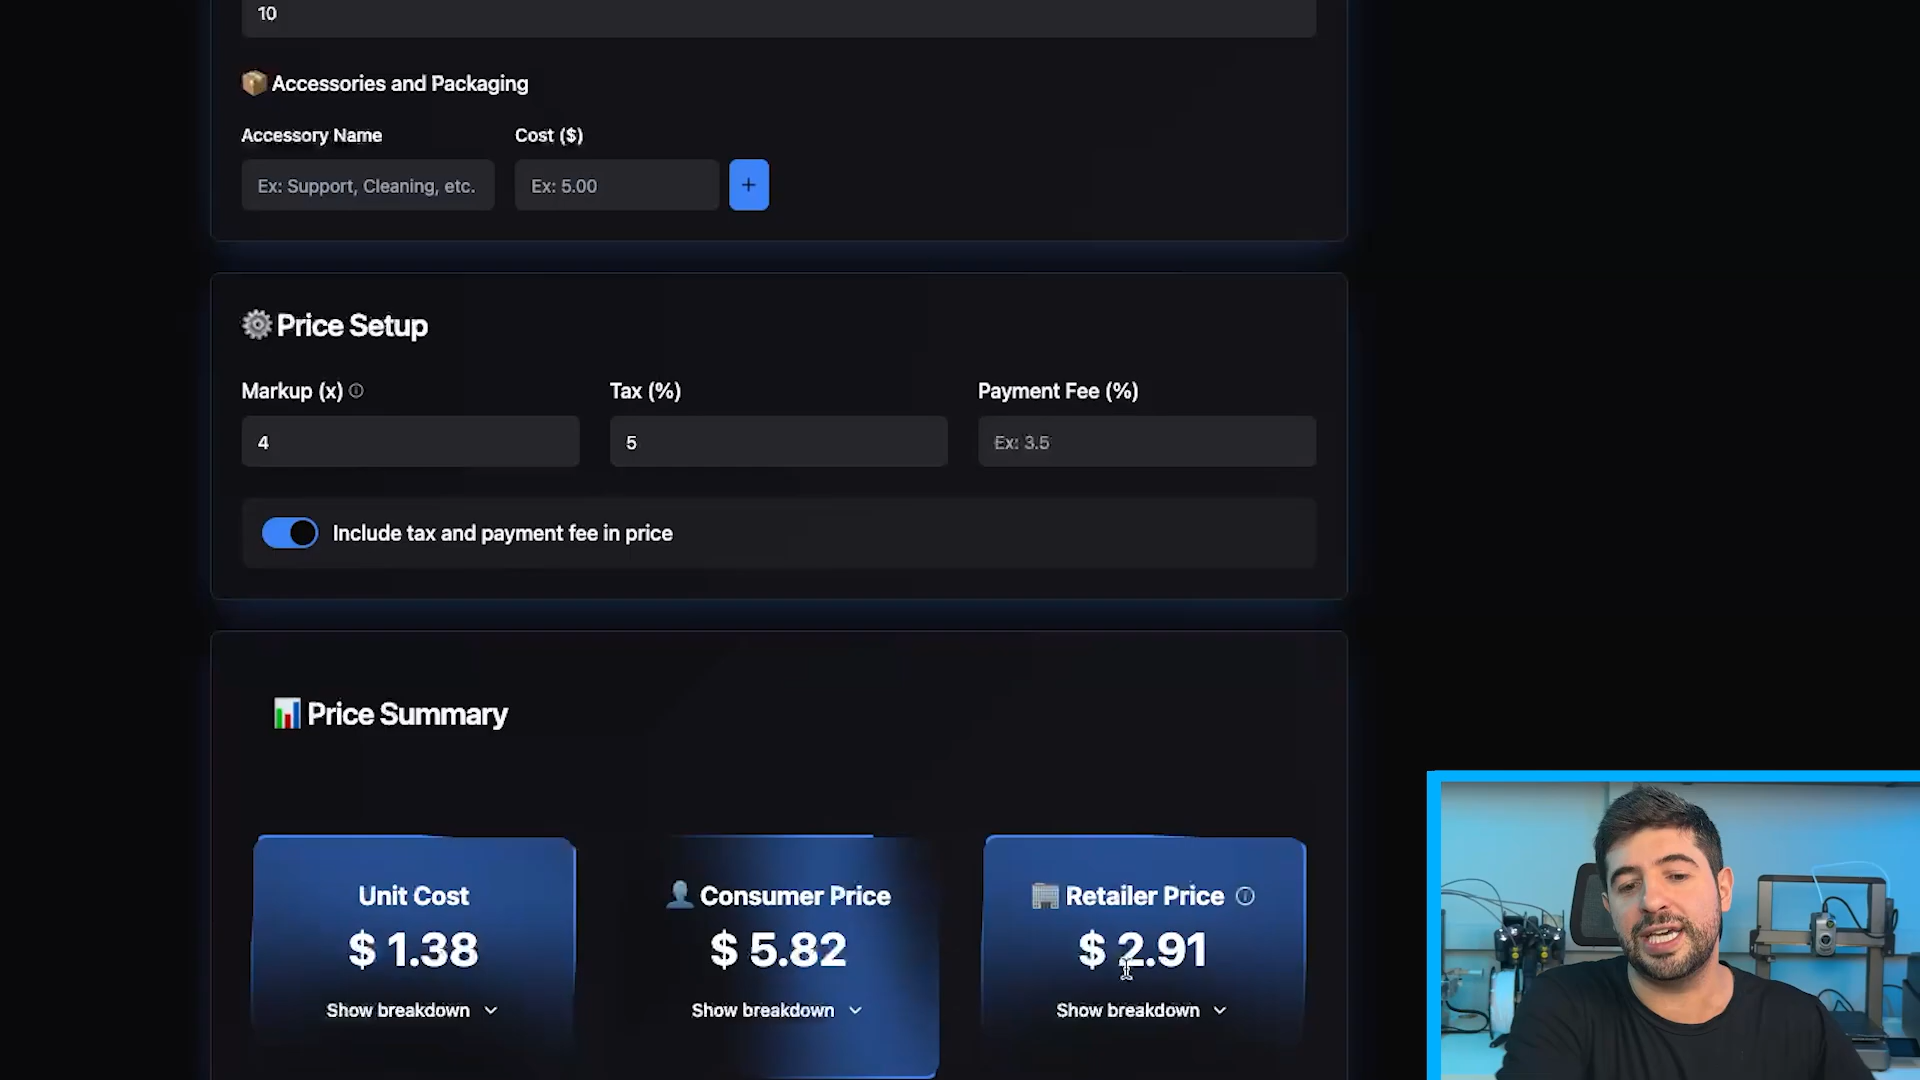 10
Accessories and Packaging
Accessory Name
Cost ($)
Ex: Support, Cleaning, etc.
Ex: 5.00
+
Price Setup
Markup (x)
Tax (%)
Payment Fee (%)
4
5
Ex: 3.5
Include tax and payment fee in price
Price Summary
Unit Cost
$ 1.38
Show breakdown
Consumer Price
$ 5.82
Show breakdown
Retailer Price
$ 2.91
Show breakdown